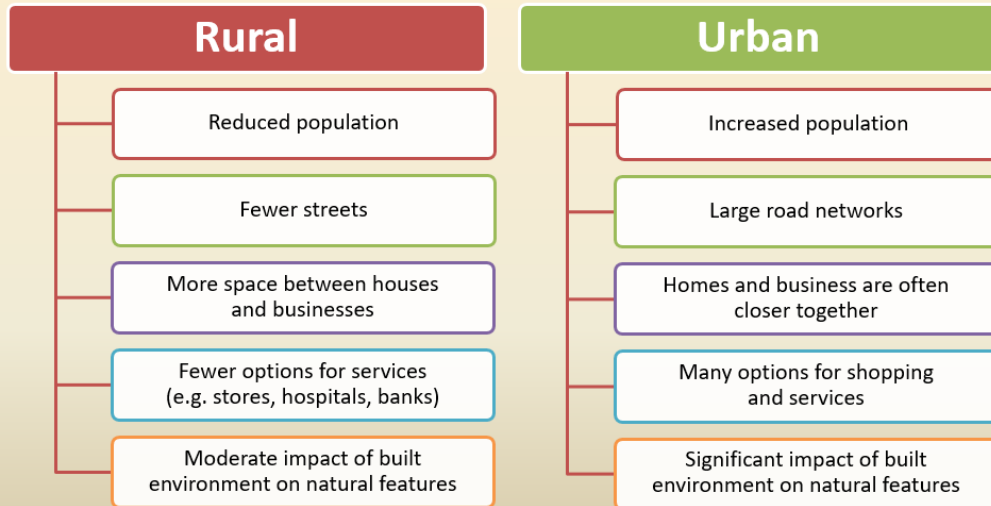 Rural
Reduced population
Fewer streets
More space between houses
and businesses
Fewer options for services
(e.g. stores, hospitals, banks)
Moderate impact of built
environment on natural features
Urban
Increased population
Large road networks
Homes and business are often
closer together
Many options for shopping
and services
Significant impact of built
environment on natural features